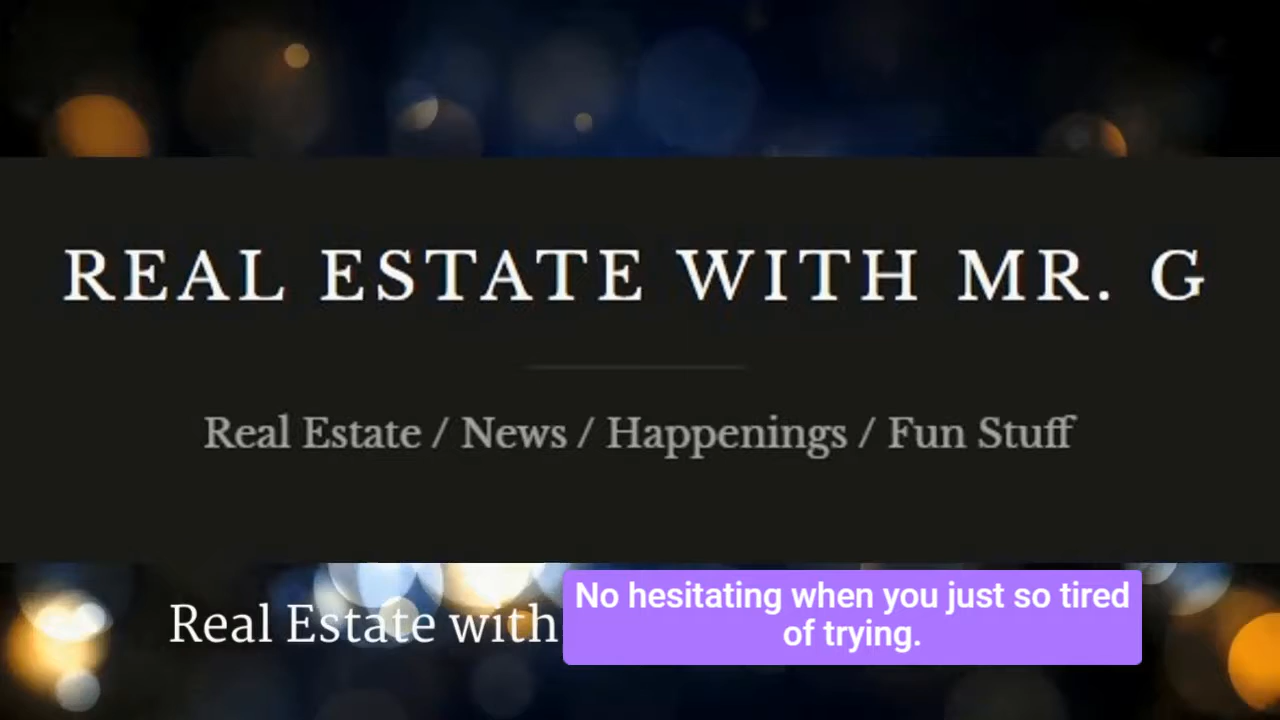 REAL ESTATE WITH MR. G
Real Estate / News / Happenings / Fun Stuff
Real Estate with
No hesitating when you just so tired
of trying.